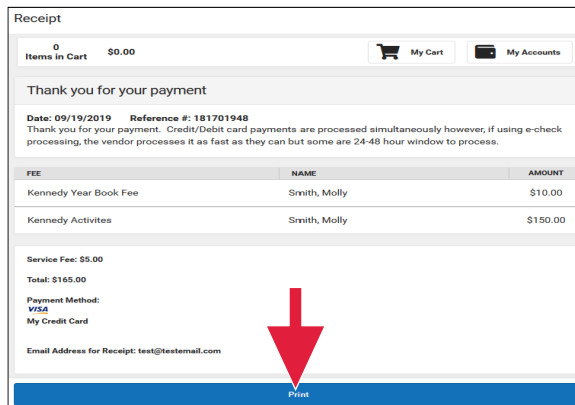 Receipt
0
Items in Cart $0.00 My Cart My Accounts
Thank you for your payment
Date: 09/19/2019 Reference #: 181701948
Thank you for your payment. Credit/Debit card payments are processed simultaneously however, if using e-check
processing, the vendor processes it as fast as they can but some are 24-48 hour window to process.
FEE NAME AMOUNT
Kennedy Year Book Fee Smith, Molly $10.00
Kennedy Activites Smith, Molly $150.00
Service Fee: $5.00
Total: $165.00
Payment Method:
VISA
My Credit Card
Email Address for Receipt: test@testemail.com
Print